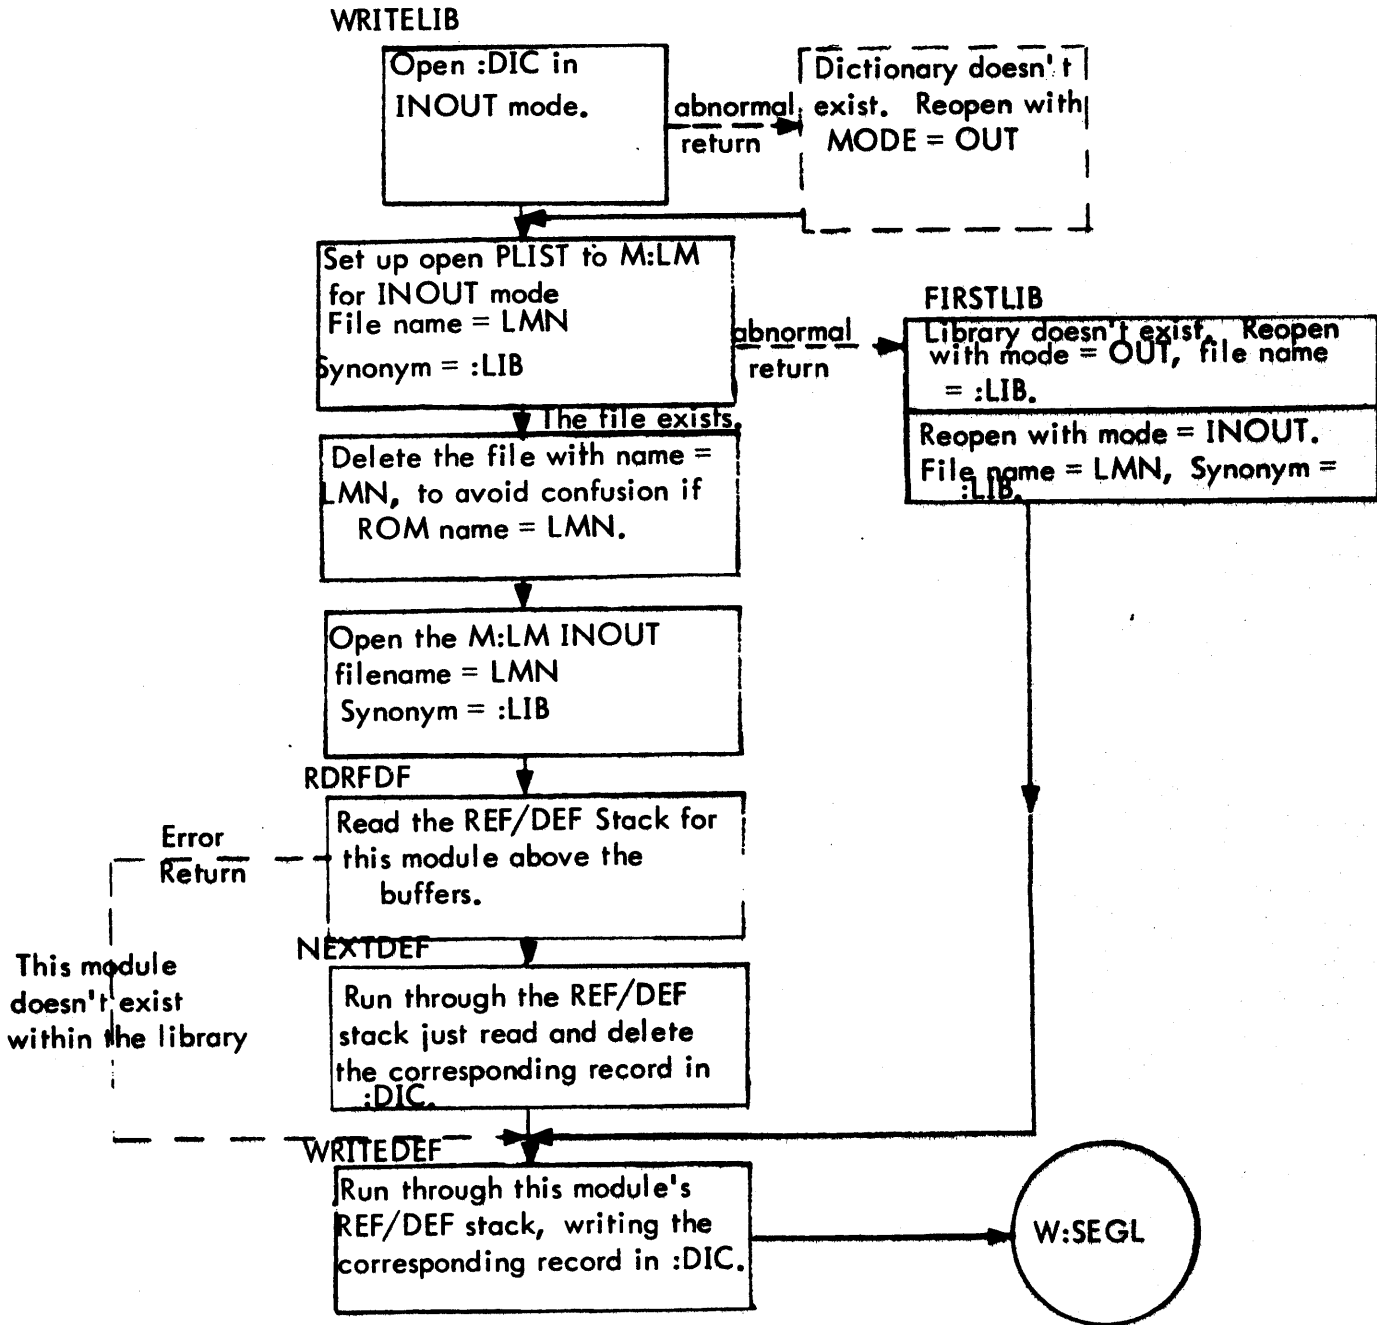 WRITELIB
Open :DIC in
INOUT mode.
abnormal
return
Dictionary doesn't
exist. Reopen with
MODE = OUT
Set up open PLIST to M:LM
for INOUT mode
File name = LMN
Synonym = :LIB
abnormal
return
FIRSTLIB
Library doesn't exist. Reopen
with mode = OUT, file name
= :LIB.
Reopen with mode = INOUT.
File name = LMN, Synonym =
:LIB.
The file exists.
Delete the file with name =
LMN, to avoid confusion if
ROM name = LMN.
Open the M:LM INOUT
filename = LMN
Synonym = :LIB
RDRFDF
Read the REF/DEF Stack for
this module above the
buffers.
Error
Return
This module
doesn't exist
within the library
NEXTDEF
Run through the REF/DEF
stack just read and delete
the corresponding record in
:DIC.
WRITEDEF
Run through this module's
REF/DEF stack, writing the
corresponding record in :DIC.
W:SEGL